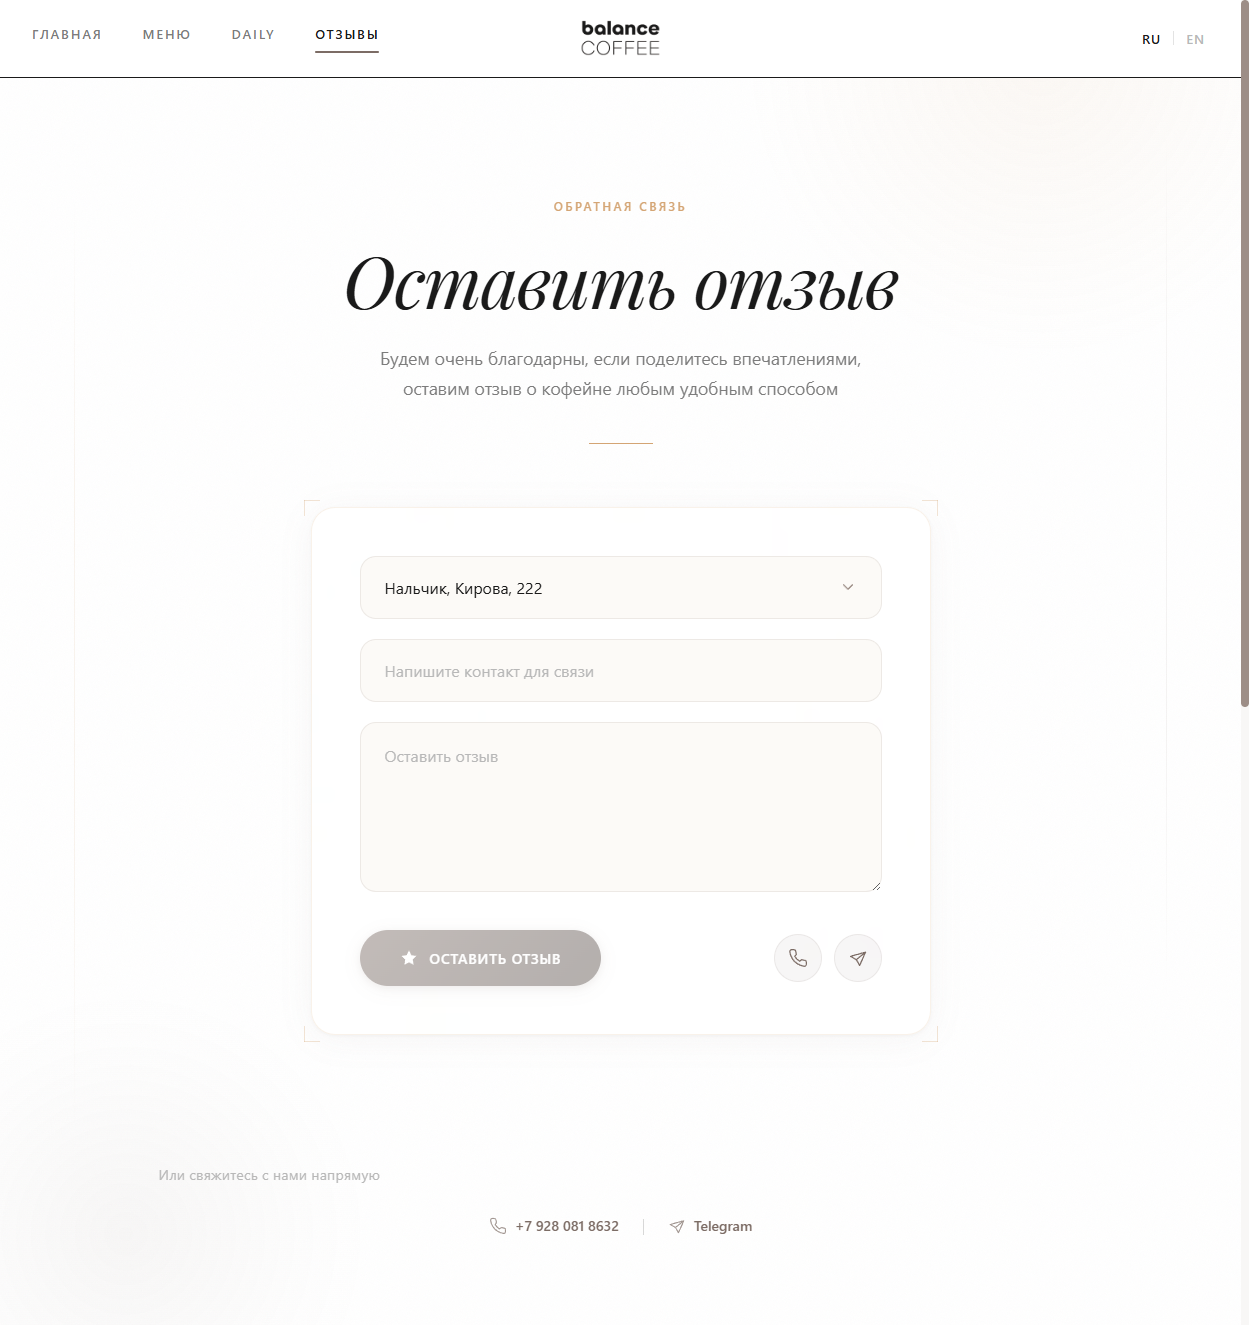 ГЛАВНАЯ МЕНЮ DAILY ОТЗЫВЫ
balance
COFFEE
RU EN
ОБРАТНАЯ СВЯЗЬ
Оставить отзыв
Будем очень благодарны, если поделитесь впечатлениями,
оставим отзыв о кофейне любым удобным способом
Нальчик, Кирова, 222
Напишите контакт для связи
Оставить отзыв
ОСТАВИТЬ ОТЗЫВ
Или свяжитесь с нами напрямую
+7 928 081 8632
Telegram